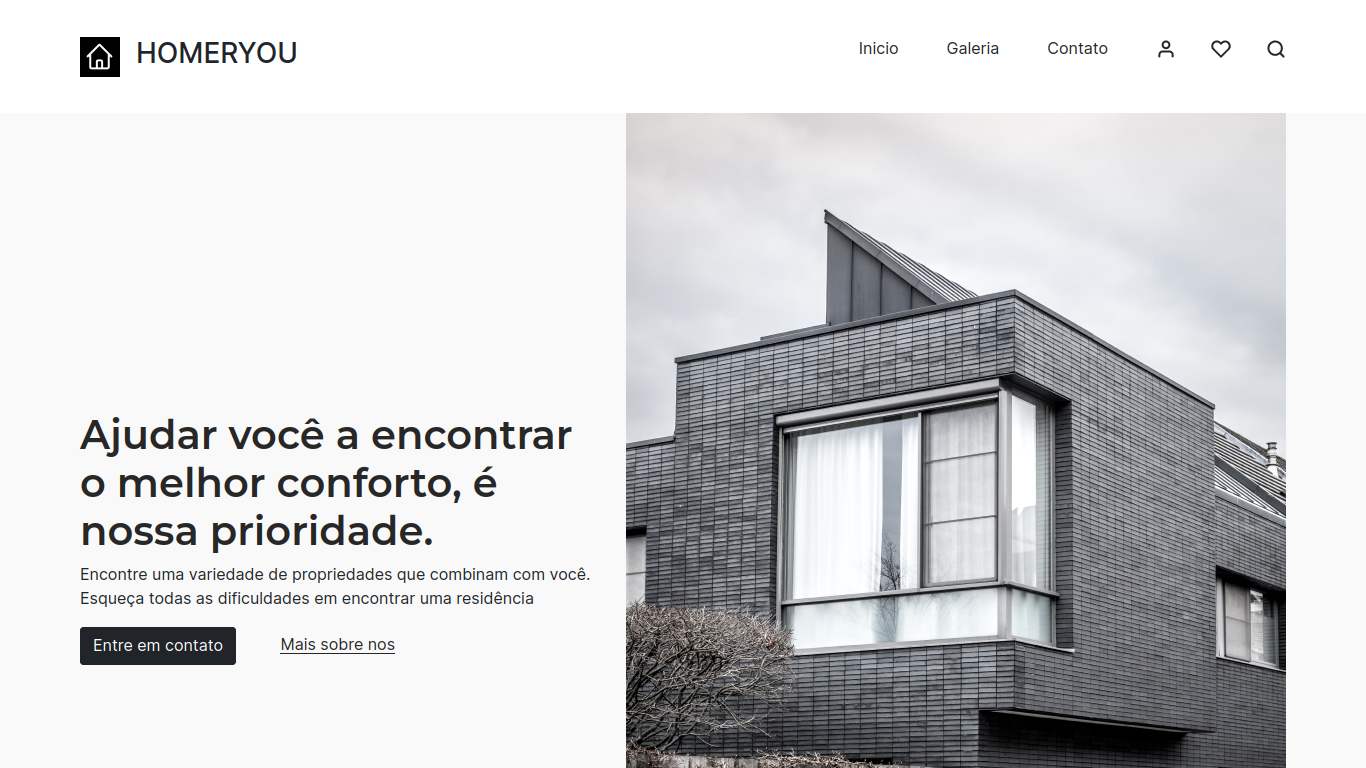 HOMERYOU
Inicio
Galeria
Contato
Ajudar você a encontrar
o melhor conforto, é
nossa prioridade.
Encontre uma variedade de propriedades que combinam com você.
Esqueça todas as dificuldades em encontrar uma residência
Entre em contato
Mais sobre nos